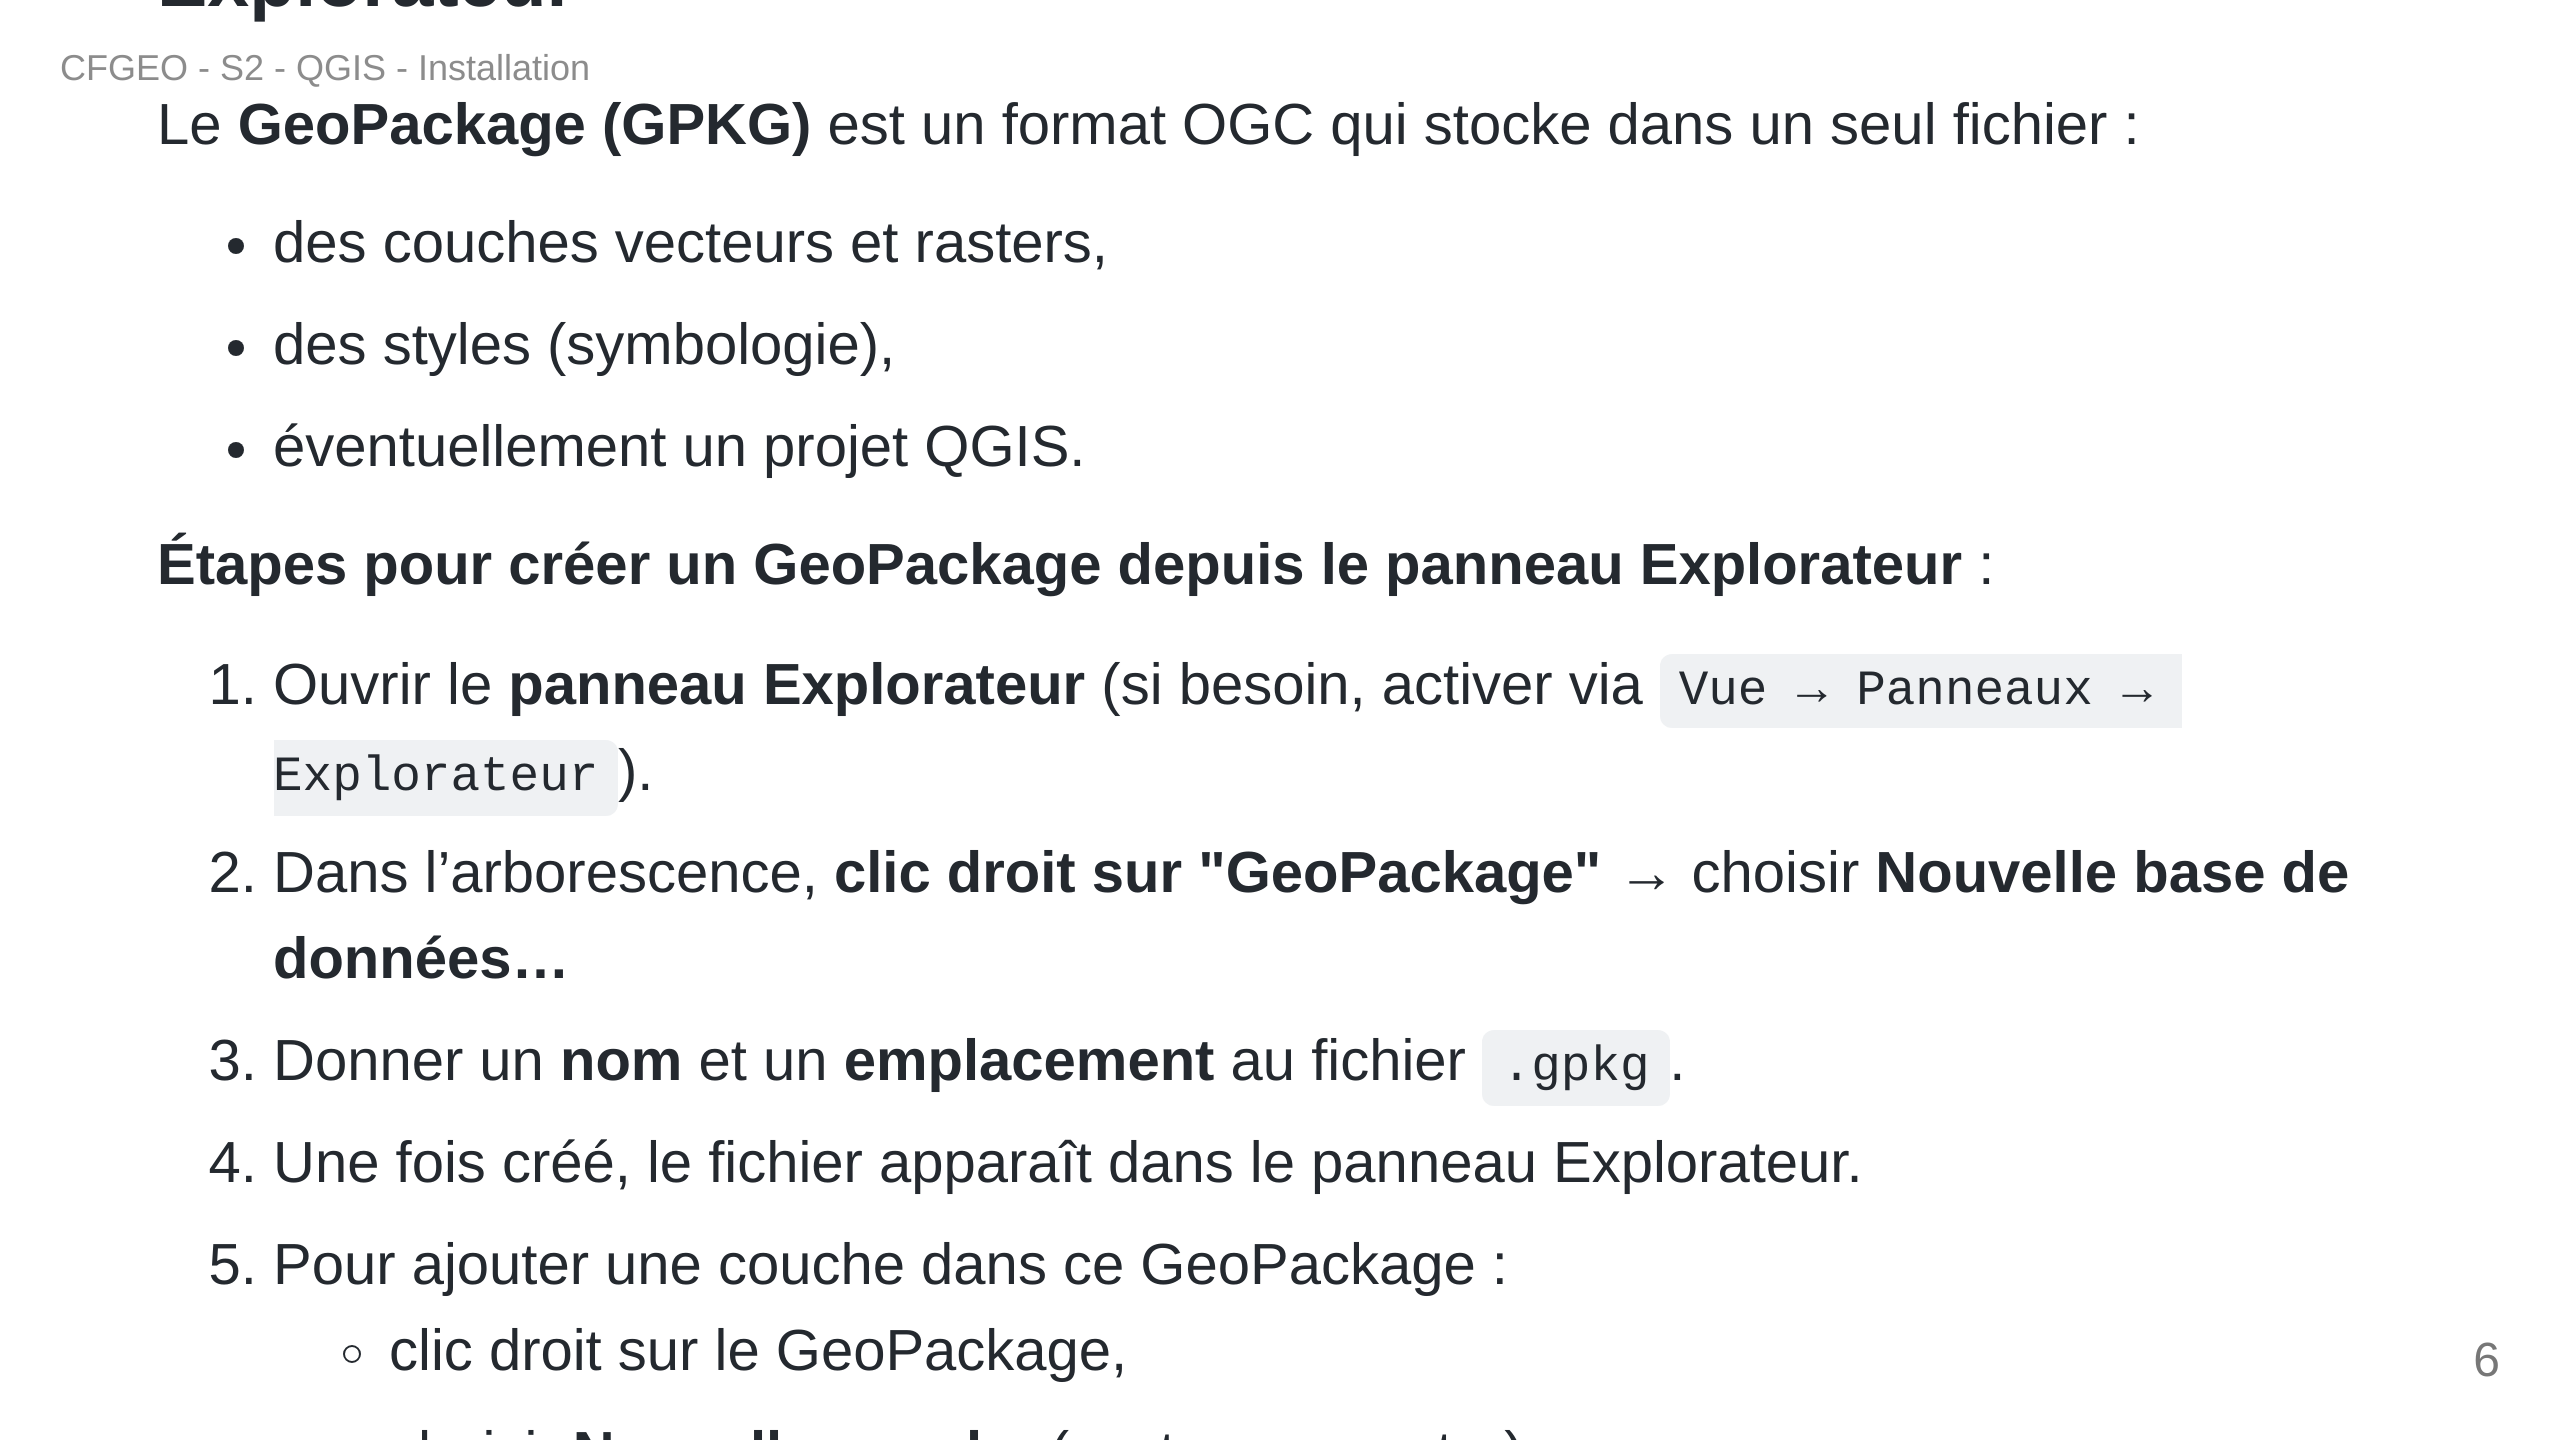 Explorateur
CFGEO - S2 - QGIS - Installation
Le GeoPackage (GPKG) est un format OGC qui stocke dans un seul fichier :
• des couches vecteurs et rasters,
• des styles (symbologie),
• éventuellement un projet QGIS.
Étapes pour créer un GeoPackage depuis le panneau Explorateur :
1. Ouvrir le panneau Explorateur (si besoin, activer via Vue → Panneaux →
Explorateur ).
2. Dans l’arborescence, clic droit sur "GeoPackage" → choisir Nouvelle base de
données…
3. Donner un nom et un emplacement au fichier .gpkg .
4. Une fois créé, le fichier apparaît dans le panneau Explorateur.
5. Pour ajouter une couche dans ce GeoPackage :
◦ clic droit sur le GeoPackage,
6